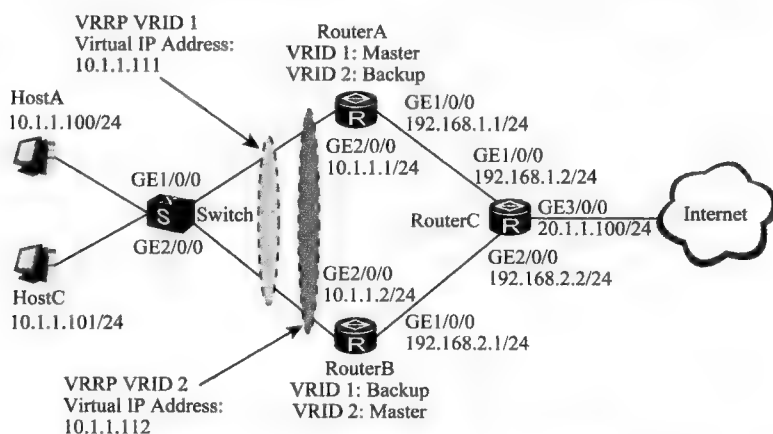 VRRP VRID 1
Virtual IP Address:
10.1.1.111
RouterA
VRID 1: Master
VRID 2: Backup
HostA
10.1.1.100/24
R
GE1/0/0
192.168.1.1/24
GE2/0/0
10.1.1.1/24
GE1/0/0
192.168.1.2/24
GE1/0/0
S
Switch
GE2/0/0
RouterC
R
GE3/0/0
20.1.1.100/24
Internet
HostC
10.1.1.101/24
GE2/0/0
10.1.1.2/24
GE2/0/0
192.168.2.2/24
R
GE1/0/0
192.168.2.1/24
RouterB
VRID 1: Backup
VRID 2: Master
VRRP VRID 2
Virtual IP Address:
10.1.1.112